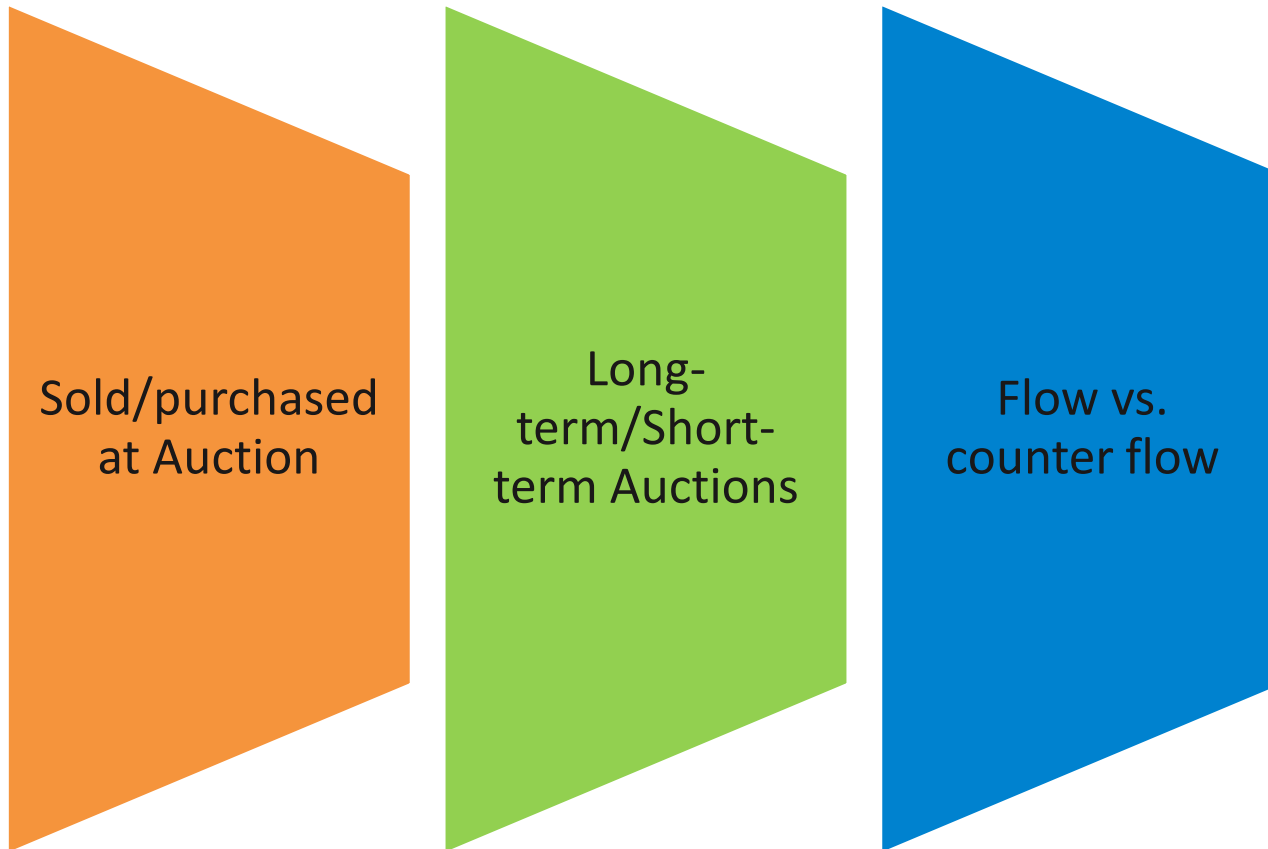 Sold/purchased
at Auction
Long-
term/Short-
term Auctions
Flow vs.
counter flow